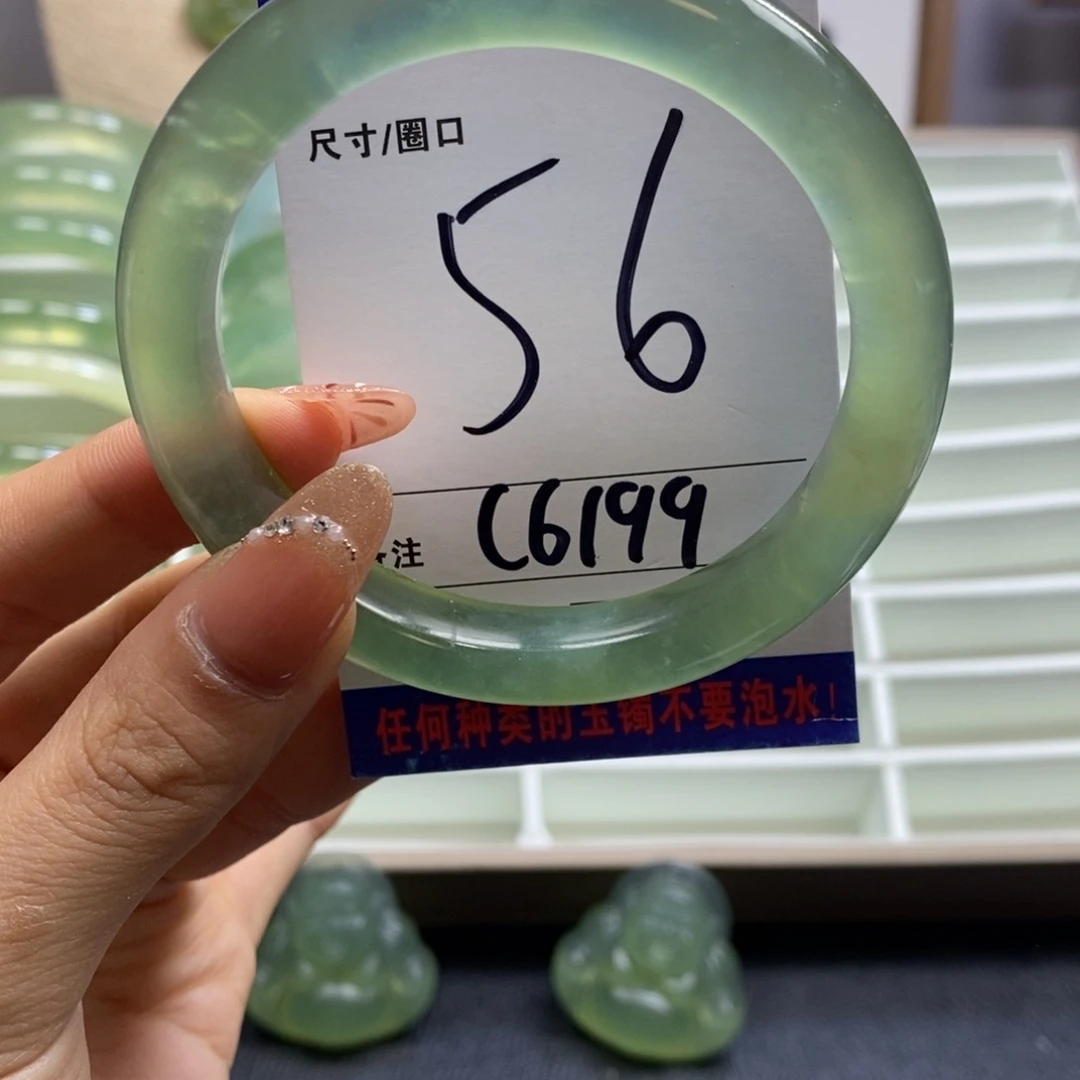 尺寸/圈口
56
注 C6199
任何种类的玉镯不要泡水!